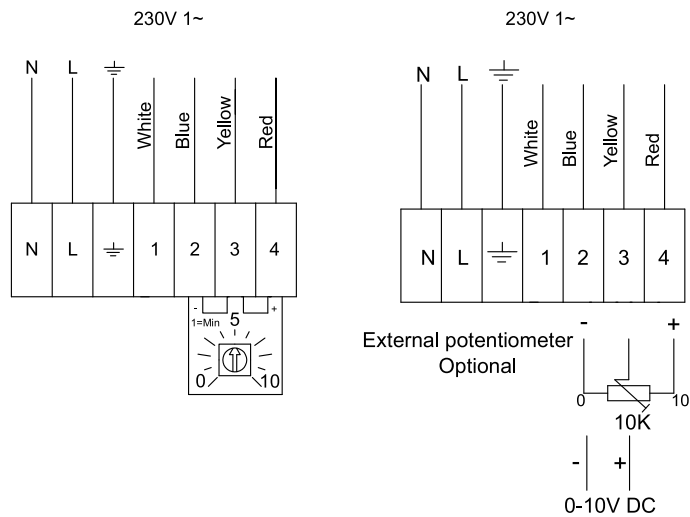 230V 1~
N L
White
Blue
Yellow
Red
N L 1 2 3 4
- +
1=Min 5
0 10
230V 1~
N L
White
Blue
Yellow
Red
N L 1 2 3 4
- +
External potentiometer
Optional
0 10
10K
- +
0-10V DC